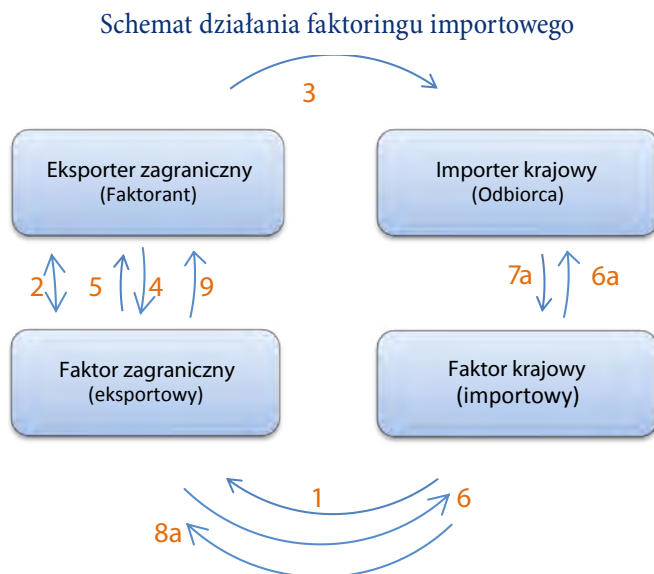 Schemat działania faktoringu importowego
3
Eksporter zagraniczny
(Faktorant)
Importer krajowy
(Odbiorca)
2
5
4
9
7a
6a
Faktor zagraniczny
(eksportowy)
Faktor krajowy
(importowy)
1
6
8a